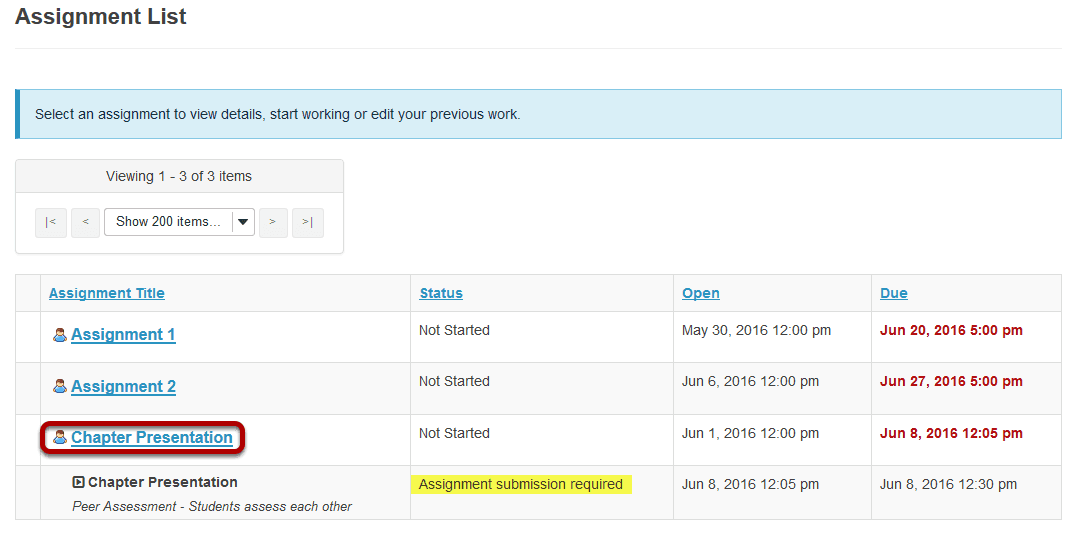 Assignment List
Select an assignment to view details, start working or edit your previous work.
Viewing 1 - 3 of 3 items
|< < Show 200 items... > >|
Assignment Title Status Open Due
Assignment 1 Not Started May 30, 2016 12:00 pm Jun 20, 2016 5:00 pm
Assignment 2 Not Started Jun 6, 2016 12:00 pm Jun 27, 2016 5:00 pm
Chapter Presentation Not Started Jun 1, 2016 12:00 pm Jun 8, 2016 12:05 pm
Chapter Presentation Assignment submission required Jun 8, 2016 12:05 pm Jun 8, 2016 12:30 pm
Peer Assessment - Students assess each other